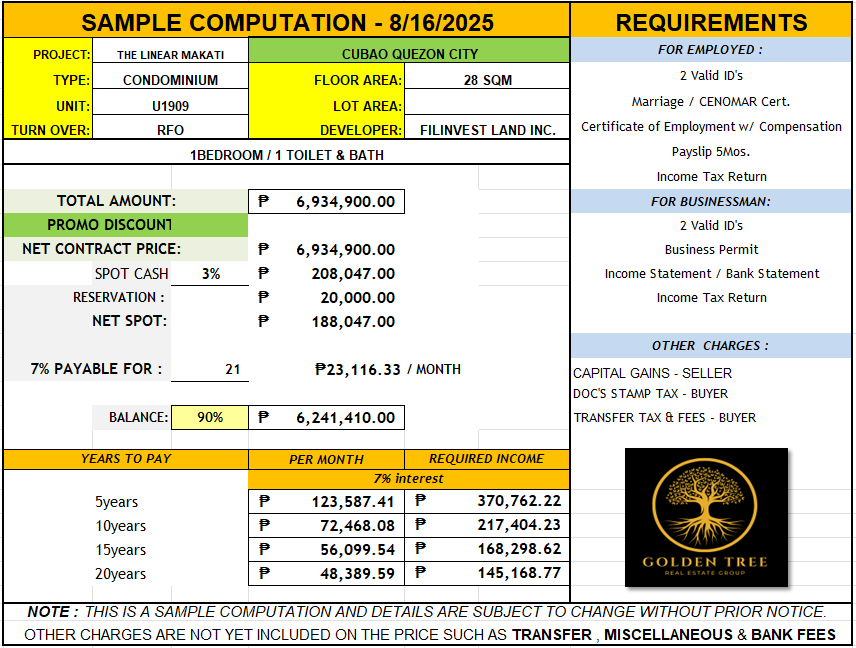 SAMPLE COMPUTATION - 8/16/2025
PROJECT: THE LINEAR MAKATI CUBAO QUEZON CITY
TYPE: CONDOMINIUM FLOOR AREA: 28 SQM
UNIT: U1909 LOT AREA:
TURN OVER: RFO DEVELOPER: FILINVEST LAND INC.
1BEDROOM / 1 TOILET & BATH
TOTAL AMOUNT: ₱ 6,934,900.00
PROMO DISCOUNT
NET CONTRACT PRICE: ₱ 6,934,900.00
SPOT CASH 3% ₱ 208,047.00
RESERVATION : ₱ 20,000.00
NET SPOT: ₱ 188,047.00
7% PAYABLE FOR : 21 ₱23,116.33 / MONTH
BALANCE: 90% ₱ 6,241,410.00
YEARS TO PAY PER MONTH REQUIRED INCOME
7% interest
5years ₱ 123,587.41 ₱ 370,762.22
10years ₱ 72,468.08 ₱ 217,404.23
15years ₱ 56,099.54 ₱ 168,298.62
20years ₱ 48,389.59 ₱ 145,168.77
REQUIREMENTS
FOR EMPLOYED :
2 Valid ID's
Marriage / CENOMAR Cert.
Certificate of Employment w/ Compensation
Payslip 5Mos.
Income Tax Return
FOR BUSINESSMAN:
2 Valid ID's
Business Permit
Income Statement / Bank Statement
Income Tax Return
OTHER CHARGES :
CAPITAL GAINS - SELLER
DOC'S STAMP TAX - BUYER
TRANSFER TAX & FEES - BUYER
GOLDEN TREE
REAL ESTATE GROUP
NOTE : THIS IS A SAMPLE COMPUTATION AND DETAILS ARE SUBJECT TO CHANGE WITHOUT PRIOR NOTICE.
OTHER CHARGES ARE NOT YET INCLUDED ON THE PRICE SUCH AS TRANSFER , MISCELLANEOUS & BANK FEES